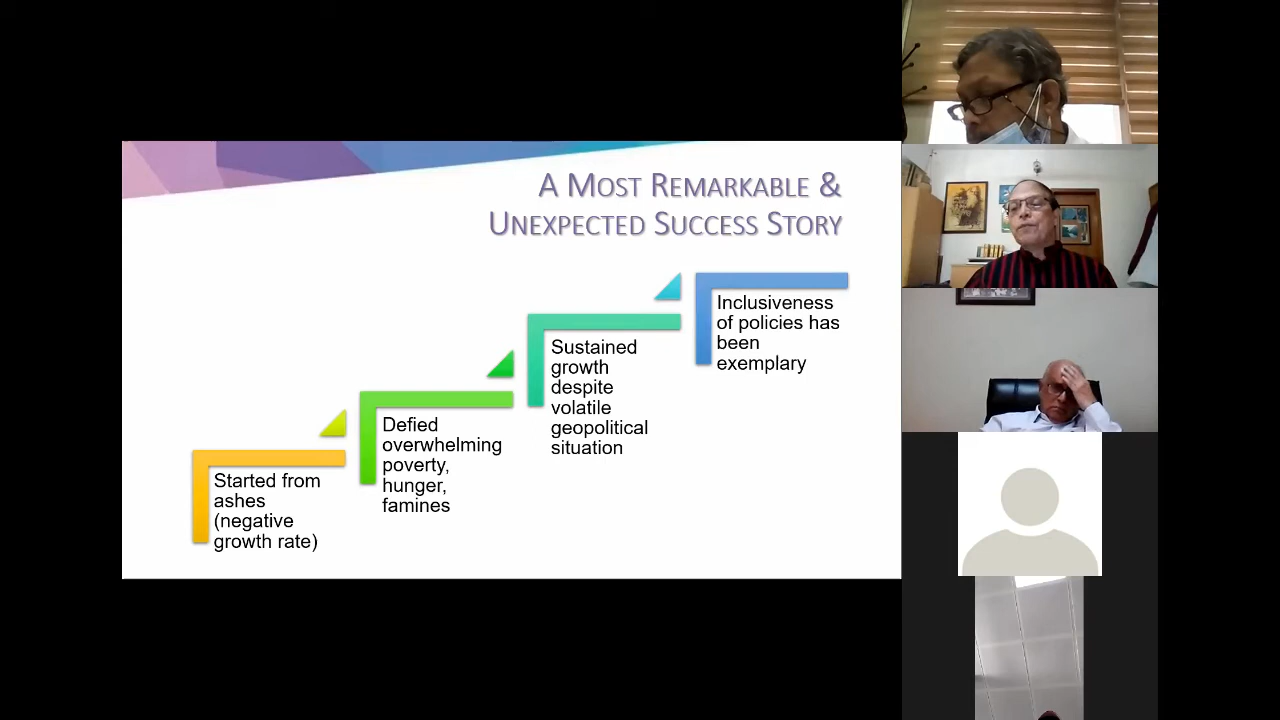 A MOST REMARKABLE &
UNEXPECTED SUCCESS STORY
Started from
ashes
(negative
growth rate)
Defied
overwhelming
poverty,
hunger,
famines
Sustained
growth
despite
volatile
geopolitical
situation
Inclusiveness
of policies has
been
exemplary